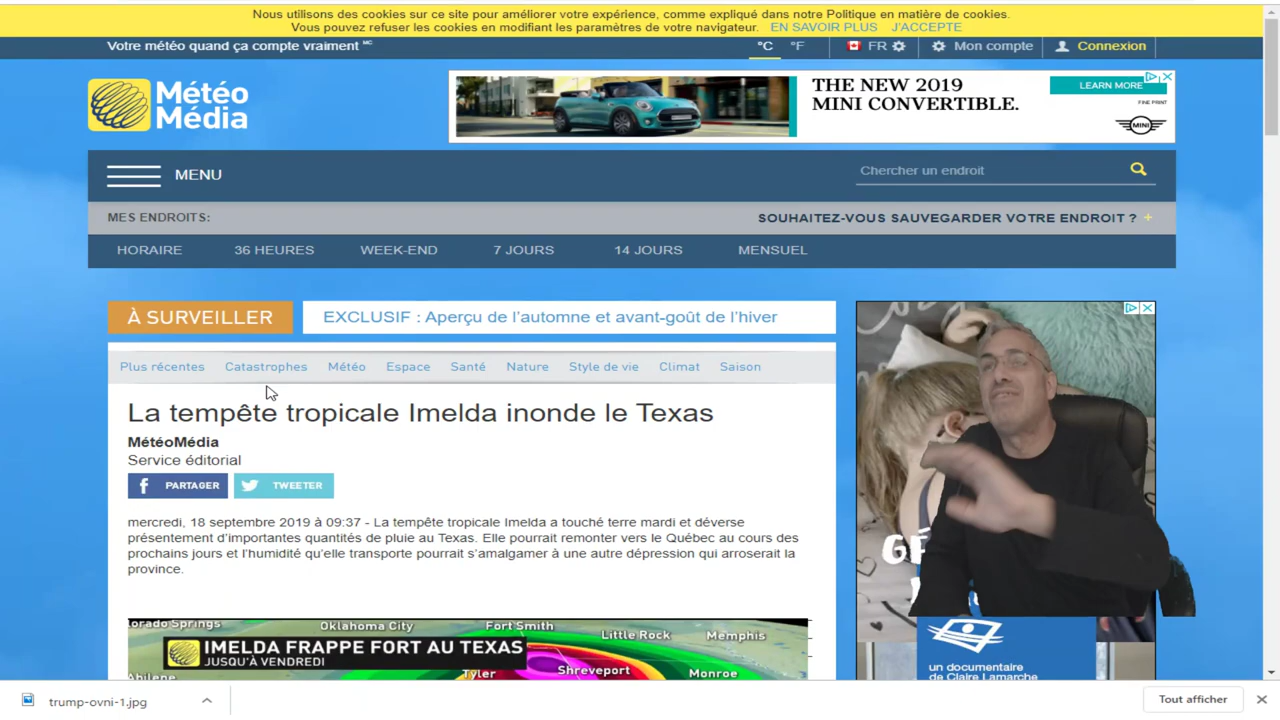 Nous utilisons des cookies sur ce site pour améliorer votre expérience, comme expliqué dans notre Politique en matière de cookies.
Vous pouvez refuser les cookies en modifiant les paramètres de votre navigateur. EN SAVOIR PLUS J'ACCEPTE
Votre météo quand ça compte vraiment MC
°C °F FR Mon compte Connexion
Météo
Média
THE NEW 2019
MINI CONVERTIBLE.
LEARN MORE
FINE PRINT
MINI
MENU
Chercher un endroit
MES ENDROITS:
SOUHAITEZ-VOUS SAUVEGARDER VOTRE ENDROIT ? +
HORAIRE 36 HEURES WEEK-END 7 JOURS 14 JOURS MENSUEL
À SURVEILLER
EXCLUSIF : Aperçu de l'automne et avant-goût de l'hiver
Plus récentes Catastrophes Météo Espace Santé Nature Style de vie Climat Saison
La tempête tropicale Imelda inonde le Texas
MétéoMédia
Service éditorial
PARTAGER TWEETER
mercredi, 18 septembre 2019 à 09:37 - La tempête tropicale Imelda a touché terre mardi et déverse
présentement d'importantes quantités de pluie au Texas. Elle pourrait remonter vers le Québec au cours des
prochains jours et l'humidité qu'elle transporte pourrait s'amalgamer à une autre dépression qui arroserait la
province.
Oklahoma City Fort Smith
Little Rock Memphis
IMELDA FRAPPE FORT AU TEXAS
JUSQU'À VENDREDI
Tyler Shreveport Monroe
un documentaire
de Claire Lamarche
trump-ovni-1.jpg
Tout afficher